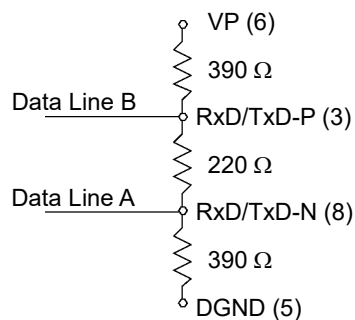 VP (6)
390 Ω
Data Line B
RxD/TxD-P (3)
220 Ω
Data Line A
RxD/TxD-N (8)
390 Ω
DGND (5)